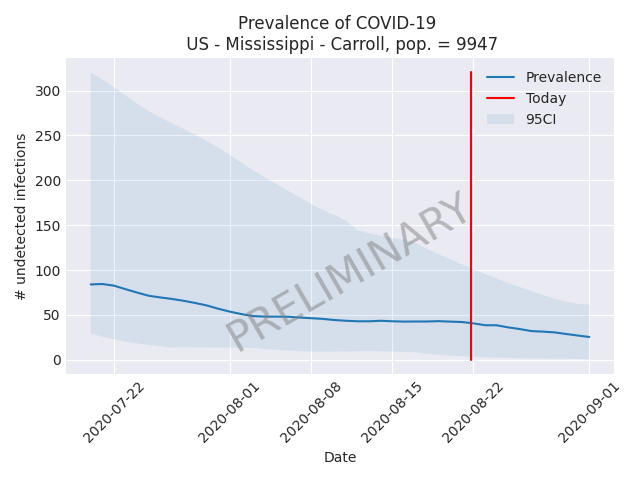 Prevalence of COVID-19
US - Mississippi - Carroll, pop. = 9947
Prevalence
Today
95CI
300
250
200
150
100
50
0
# undetected infections
PRELIMINARY
2020-07-22
2020-08-01
2020-08-08
2020-08-15
2020-08-22
2020-09-01
Date